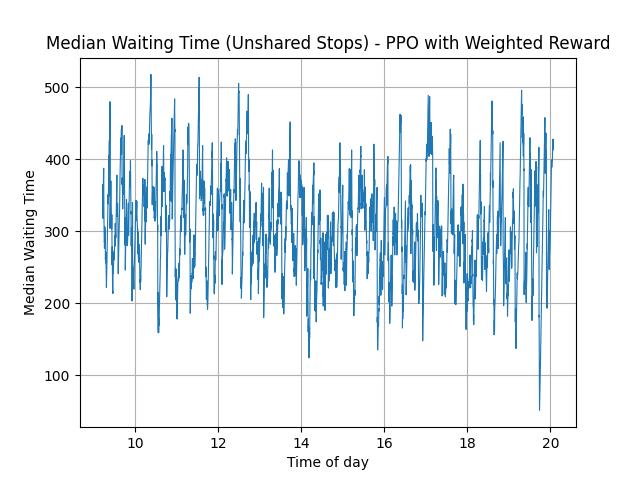 Median Waiting Time (Unshared Stops) - PPO with Weighted Reward
500
400
300
200
100
Median Waiting Time
10 12 14 16 18 20
Time of day